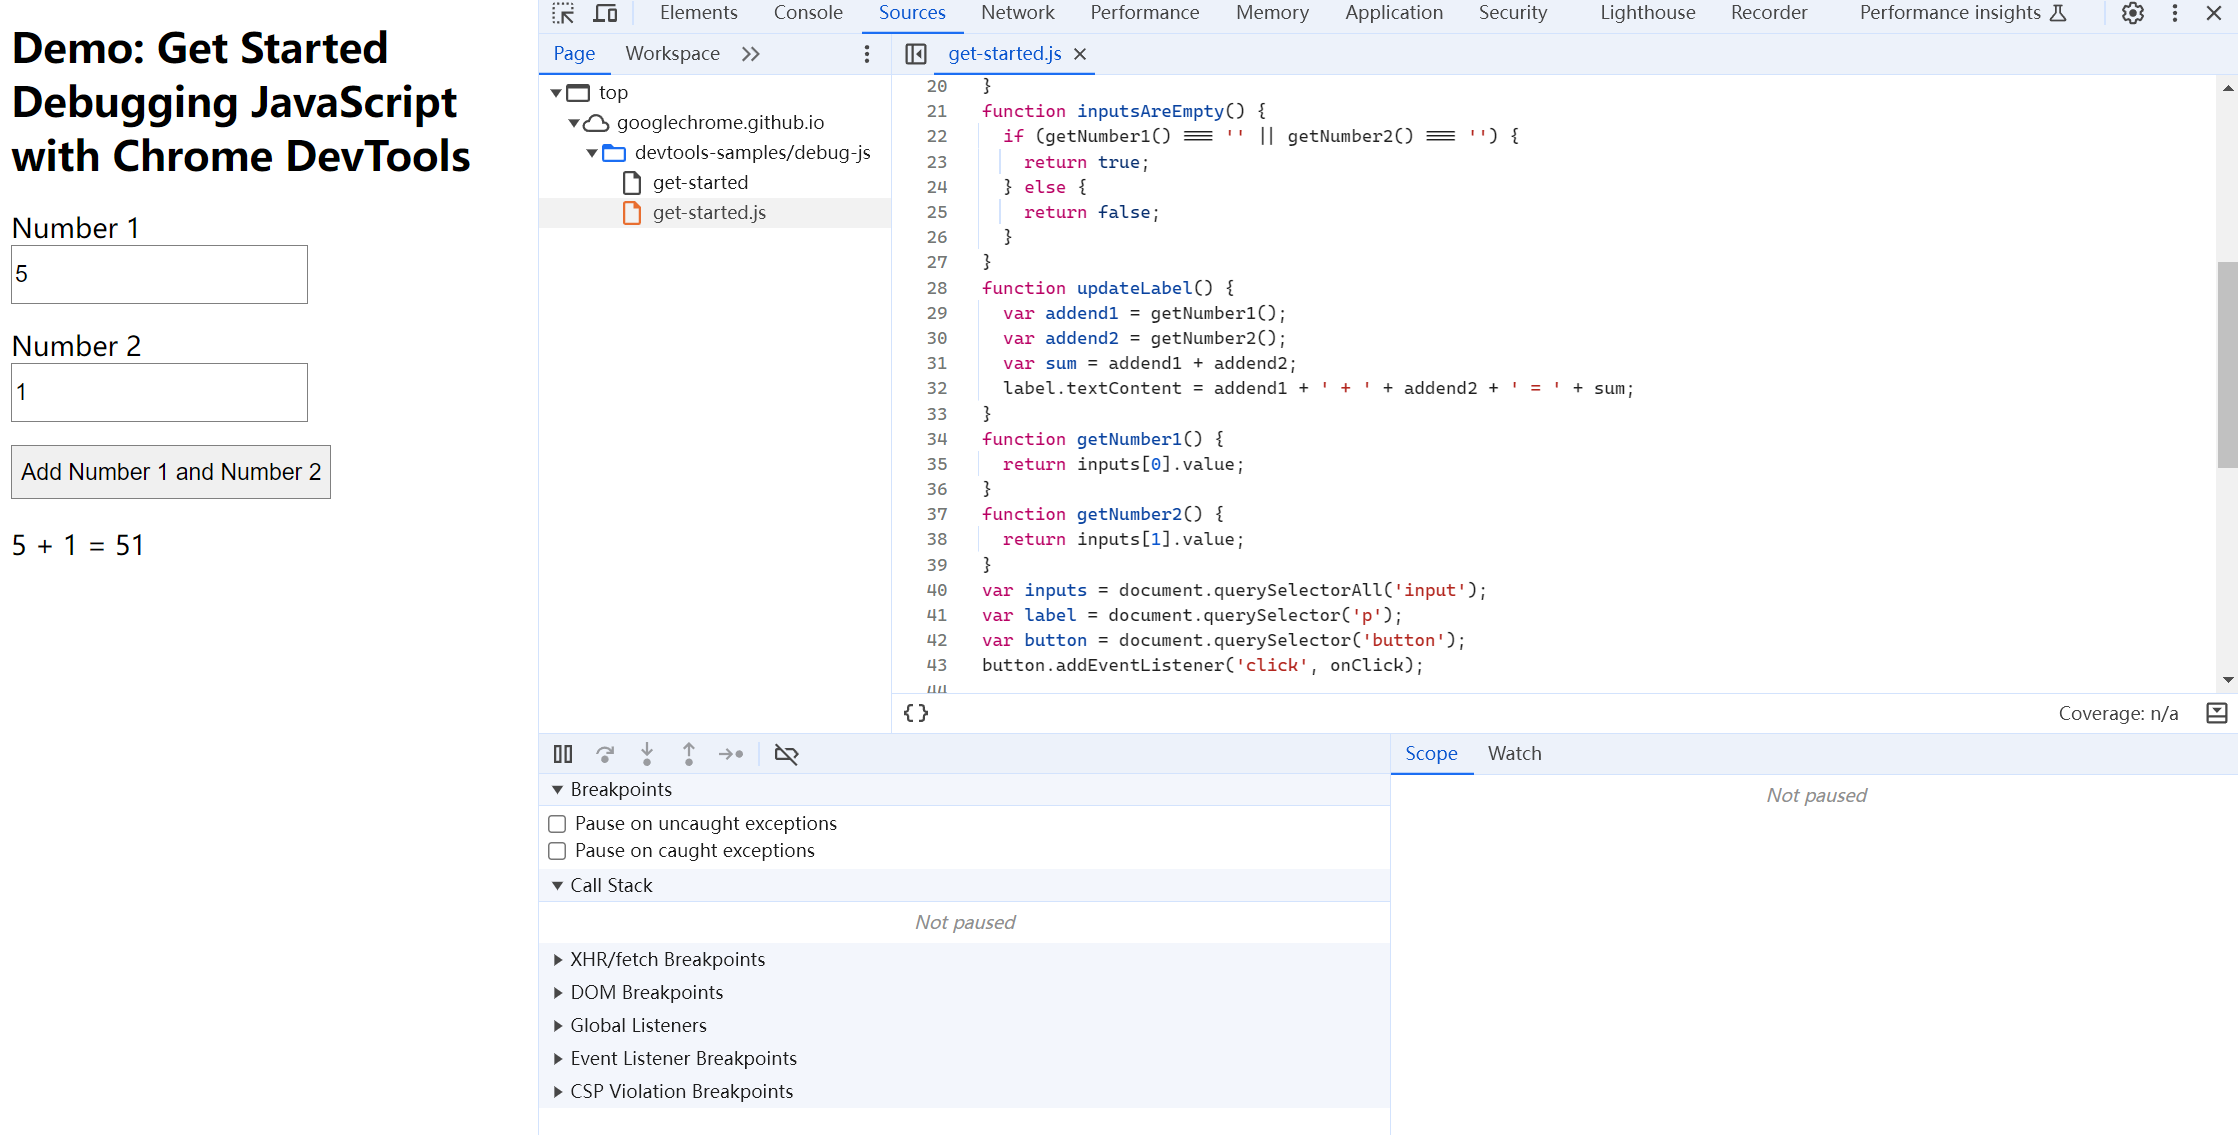 Demo: Get Started
Debugging JavaScript
with Chrome DevTools
Number 1
5
Number 2
1
Add Number 1 and Number 2
5 + 1 = 51
Elements Console Sources Network Performance Memory Application Security Lighthouse Recorder Performance insights
Page Workspace
get-started.js
top
googlechrome.github.io
devtools-samples/debug-js
get-started
get-started.js
20 }
21 function inputsAreEmpty() {
22 if (getNumber1() === '' || getNumber2() === '') {
23 return true;
24 } else {
25 return false;
26 }
27 }
28 function updateLabel() {
29 var addend1 = getNumber1();
30 var addend2 = getNumber2();
31 var sum = addend1 + addend2;
32 label.textContent = addend1 + ' + ' + addend2 + ' = ' + sum;
33 }
34 function getNumber1() {
35 return inputs[0].value;
36 }
37 function getNumber2() {
38 return inputs[1].value;
39 }
40 var inputs = document.querySelectorAll('input');
41 var label = document.querySelector('p');
42 var button = document.querySelector('button');
43 button.addEventListener('click', onClick);
44
{} Coverage: n/a
Breakpoints
Pause on uncaught exceptions
Pause on caught exceptions
Call Stack
Not paused
XHR/fetch Breakpoints
DOM Breakpoints
Global Listeners
Event Listener Breakpoints
CSP Violation Breakpoints
Scope Watch
Not paused